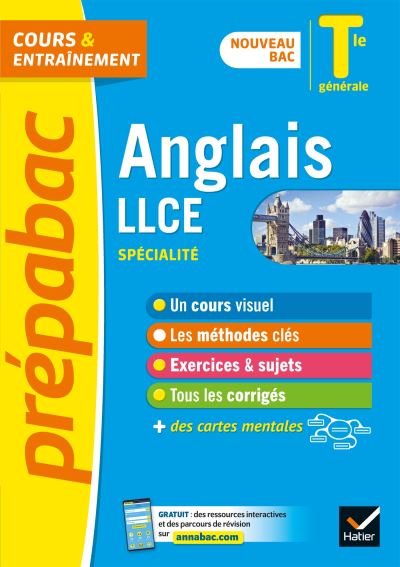 COURS &
ENTRAÎNEMENT
NOUVEAU
BAC
Tle
générale
prépabac
Anglais
LLCE
SPÉCIALITÉ
Un cours visuel
Les méthodes clés
Exercices & sujets
Tous les corrigés
+ des cartes mentales
GRATUIT : des ressources interactives
et des parcours de révision
sur annabac.com
Hatier